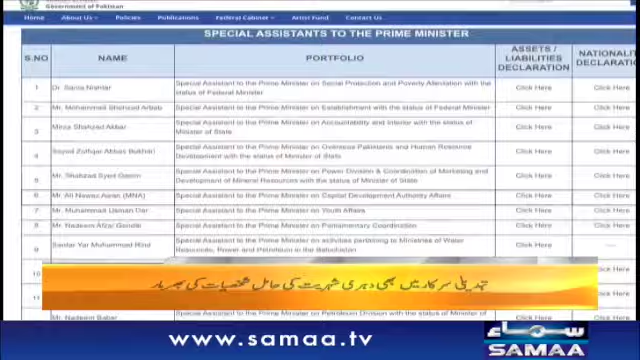 Government of Pakistan
Home About Us Policies Publications Federal Cabinet Artist Fund Contact Us
SPECIAL ASSISTANTS TO THE PRIME MINISTER
S.NO NAME PORTFOLIO ASSETS / LIABILITIES DECLARATION NATIONALI DECLARATIO
1 Dr. Sania Nishtar Special Assistant to the Prime Minister on Social Protection and Poverty Alleviation with the status of Federal Minister Click Here Click Here
2 Mr. Mohammad Shahzad Arbab Special Assistant to the Prime Minister on Establishment with the status of Federal Minister Click Here Click Here
3 Mirza Shahzad Akbar Special Assistant to the Prime Minister on Accountability and Interior with the status of Minister of State Click Here Click Here
4 Sayed Zulfiqar Abbas Bukhari Special Assistant to the Prime Minister on Overseas Pakistanis and Human Resource Development with the status of Minister of State Click Here Click Here
5 Mr. Shahzad Syed Qasim Special Assistant to the Prime Minister on Power Division & Coordination of Marketing and Development of Mineral Resources with the status of Minister of State Click Here Click Here
6 Mr. Ali Nawaz Awan (MNA) Special Assistant to the Prime Minister on Capital Development Authority Affairs Click Here Click Here
7 Mr. Muhammad Usman Dar Special Assistant to the Prime Minister on Youth Affairs Click Here Click Here
8 Mr. Nadeem Afzal Gondal Special Assistant to the Prime Minister on Parliamentary Coordination Click Here Click Here
9 Sardar Yar Muhammad Rind Special Assistant to the Prime Minister on activities pertaining to Ministries of Water Resources, Power and Petroleum in the Balochistan Click Here
10 Click Here
تبدیلی سرکار میں بھی دہری شہریت کی حامل شخصیات کی بھرمار
11 Click Here
Mr. Nadeem Babar Special Assistant to the Prime Minister on Petroleum Division with the status of Click Here Click Here
www.samaa.tv
سماء
SAMAA